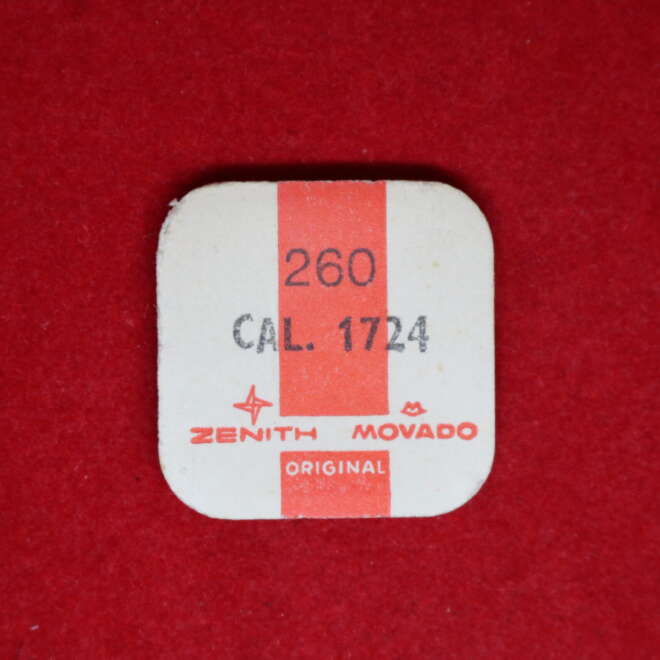 260
CAL. 1724
ZENITH MOVADO
ORIGINAL